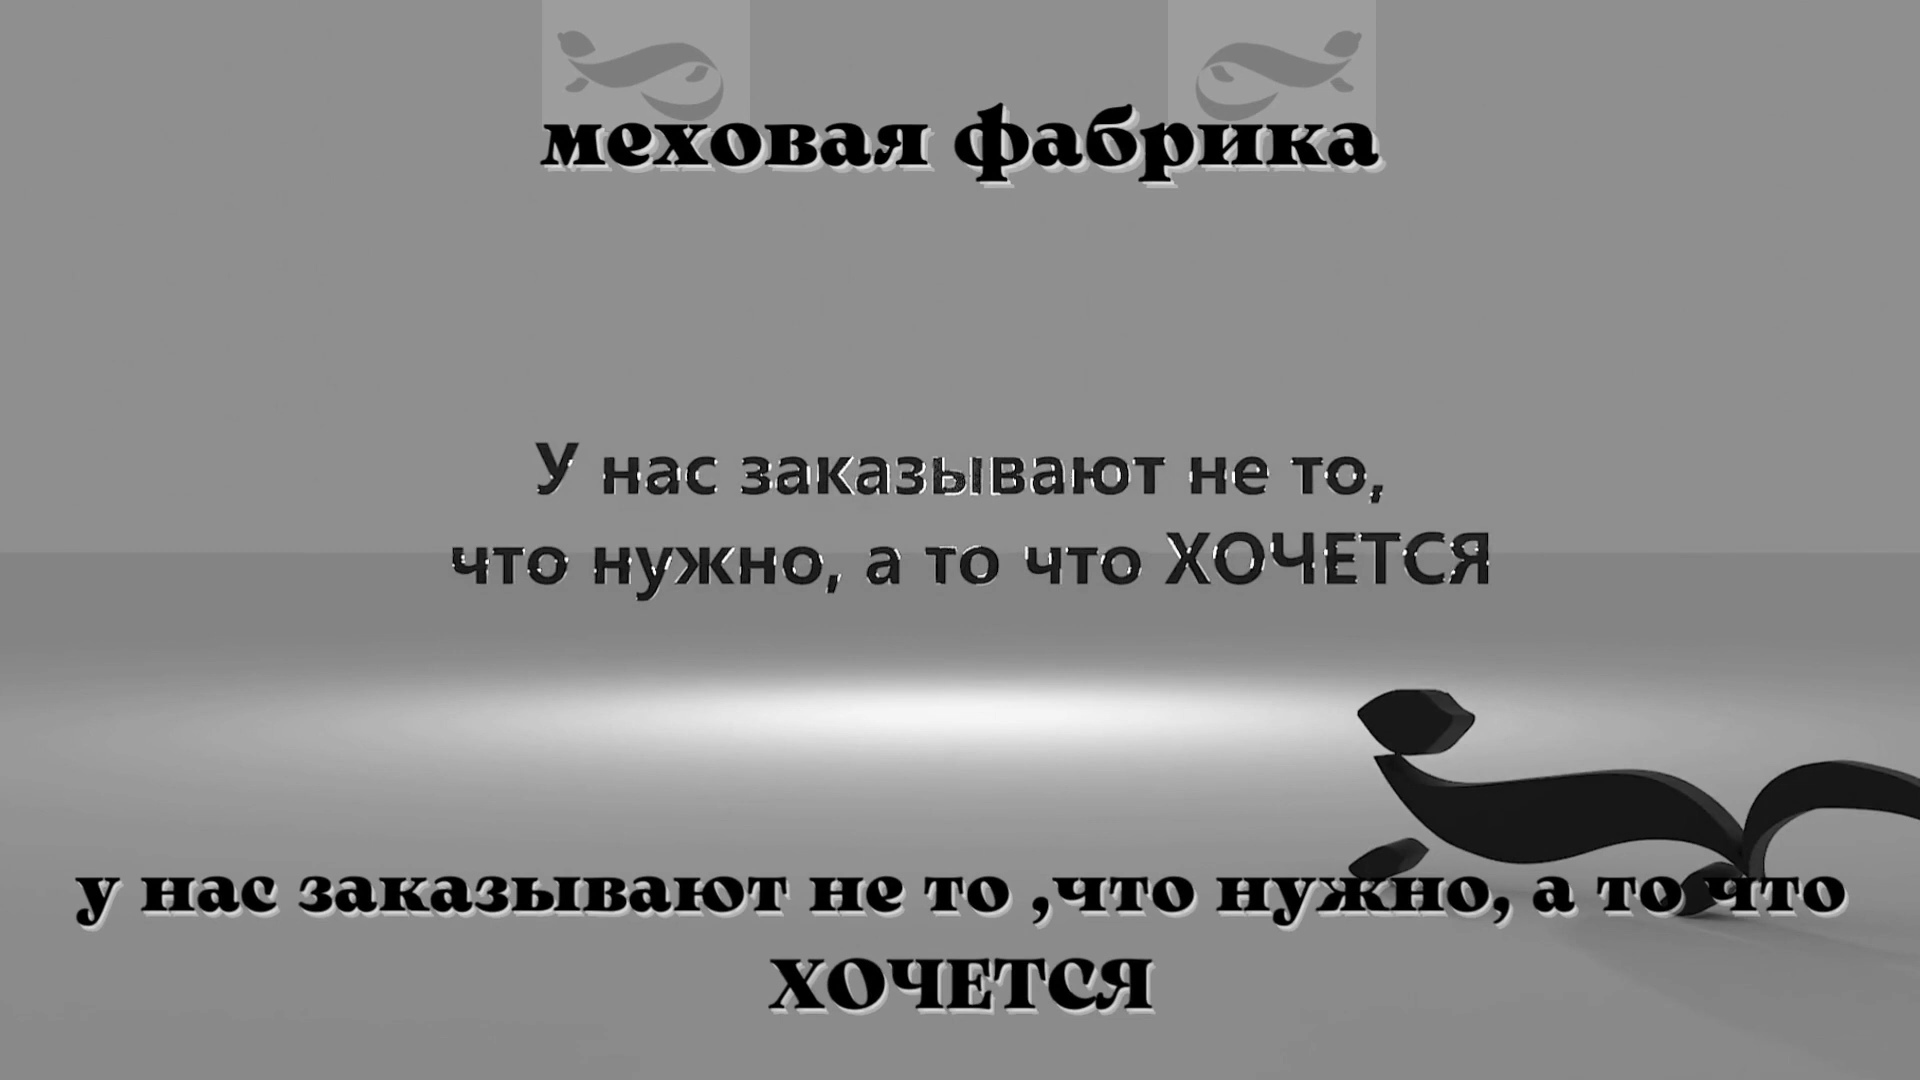 меховая фабрика
У нас заказывают не то,
что нужно, а то что ХОЧЕТСЯ
у нас заказывают не то ,что нужно, а то что
ХОЧЕТСЯ